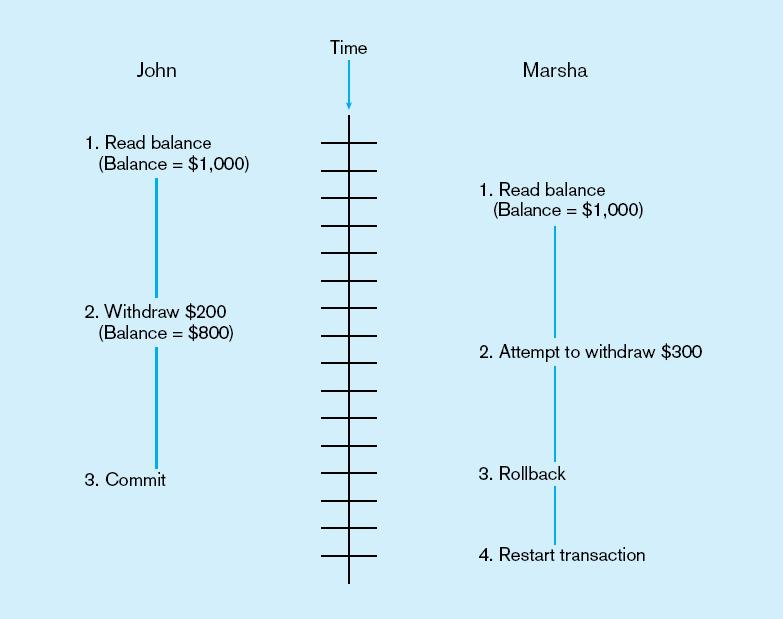 Time
John
Marsha
1. Read balance
(Balance = $1,000)
1. Read balance
(Balance = $1,000)
2. Withdraw $200
(Balance = $800)
2. Attempt to withdraw $300
3. Rollback
3. Commit
4. Restart transaction